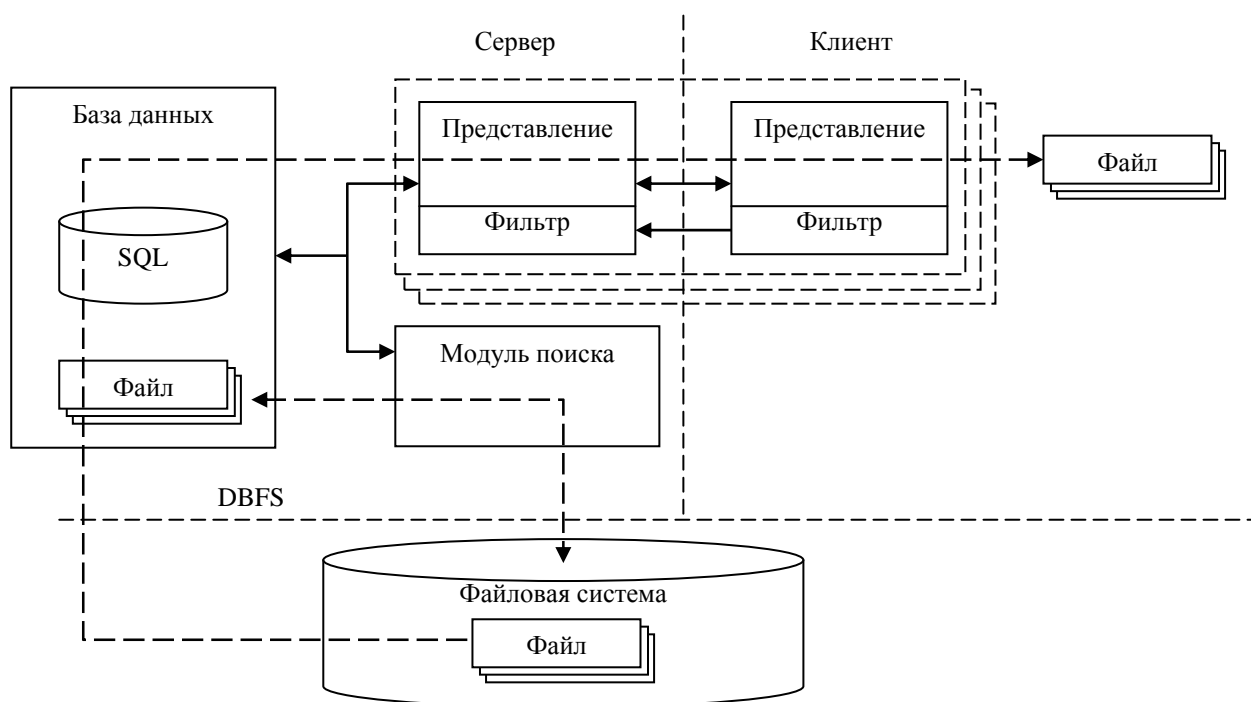 Сервер
Клиент
База данных
Представление
Представление
Файл
Фильтр
Фильтр
SQL
Модуль поиска
Файл
DBFS
Файловая система
Файл